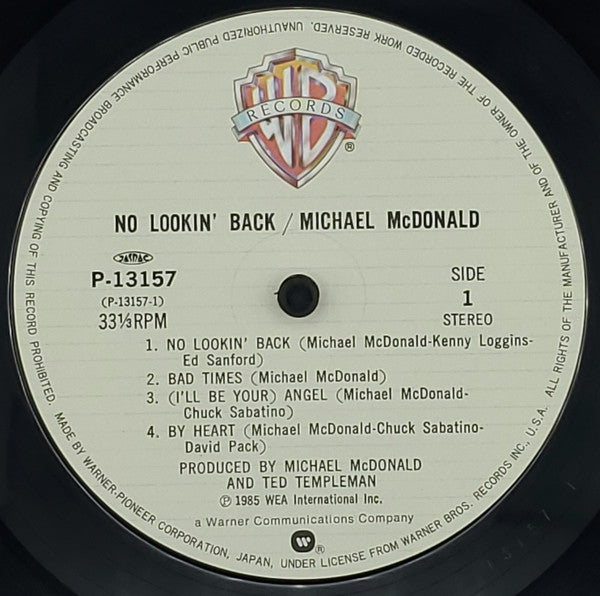 WB
RECORDS
®
NO LOOKIN' BACK / MICHAEL McDONALD
JASRAC
P-13157
(P-13157-1)
33⅓RPM
SIDE
1
STEREO
1. NO LOOKIN' BACK (Michael McDonald-Kenny Loggins-
Ed Sanford)
2. BAD TIMES (Michael McDonald)
3. (I'LL BE YOUR) ANGEL (Michael McDonald-
Chuck Sabatino)
4. BY HEART (Michael McDonald-Chuck Sabatino-
David Pack)
PRODUCED BY MICHAEL McDONALD
AND TED TEMPLEMAN
℗ 1985 WEA International Inc.
a Warner Communications Company
®
MADE BY WARNER-PIONEER CORPORATION, JAPAN, UNDER LICENSE FROM WARNER BROS. RECORDS INC., U.S.A. ALL RIGHTS OF THE MANUFACTURER AND OF THE OWNER OF THE RECORDED WORK RESERVED. UNAUTHORIZED PUBLIC PERFORMANCE BROADCASTING AND COPYING OF THIS RECORD PROHIBITED.